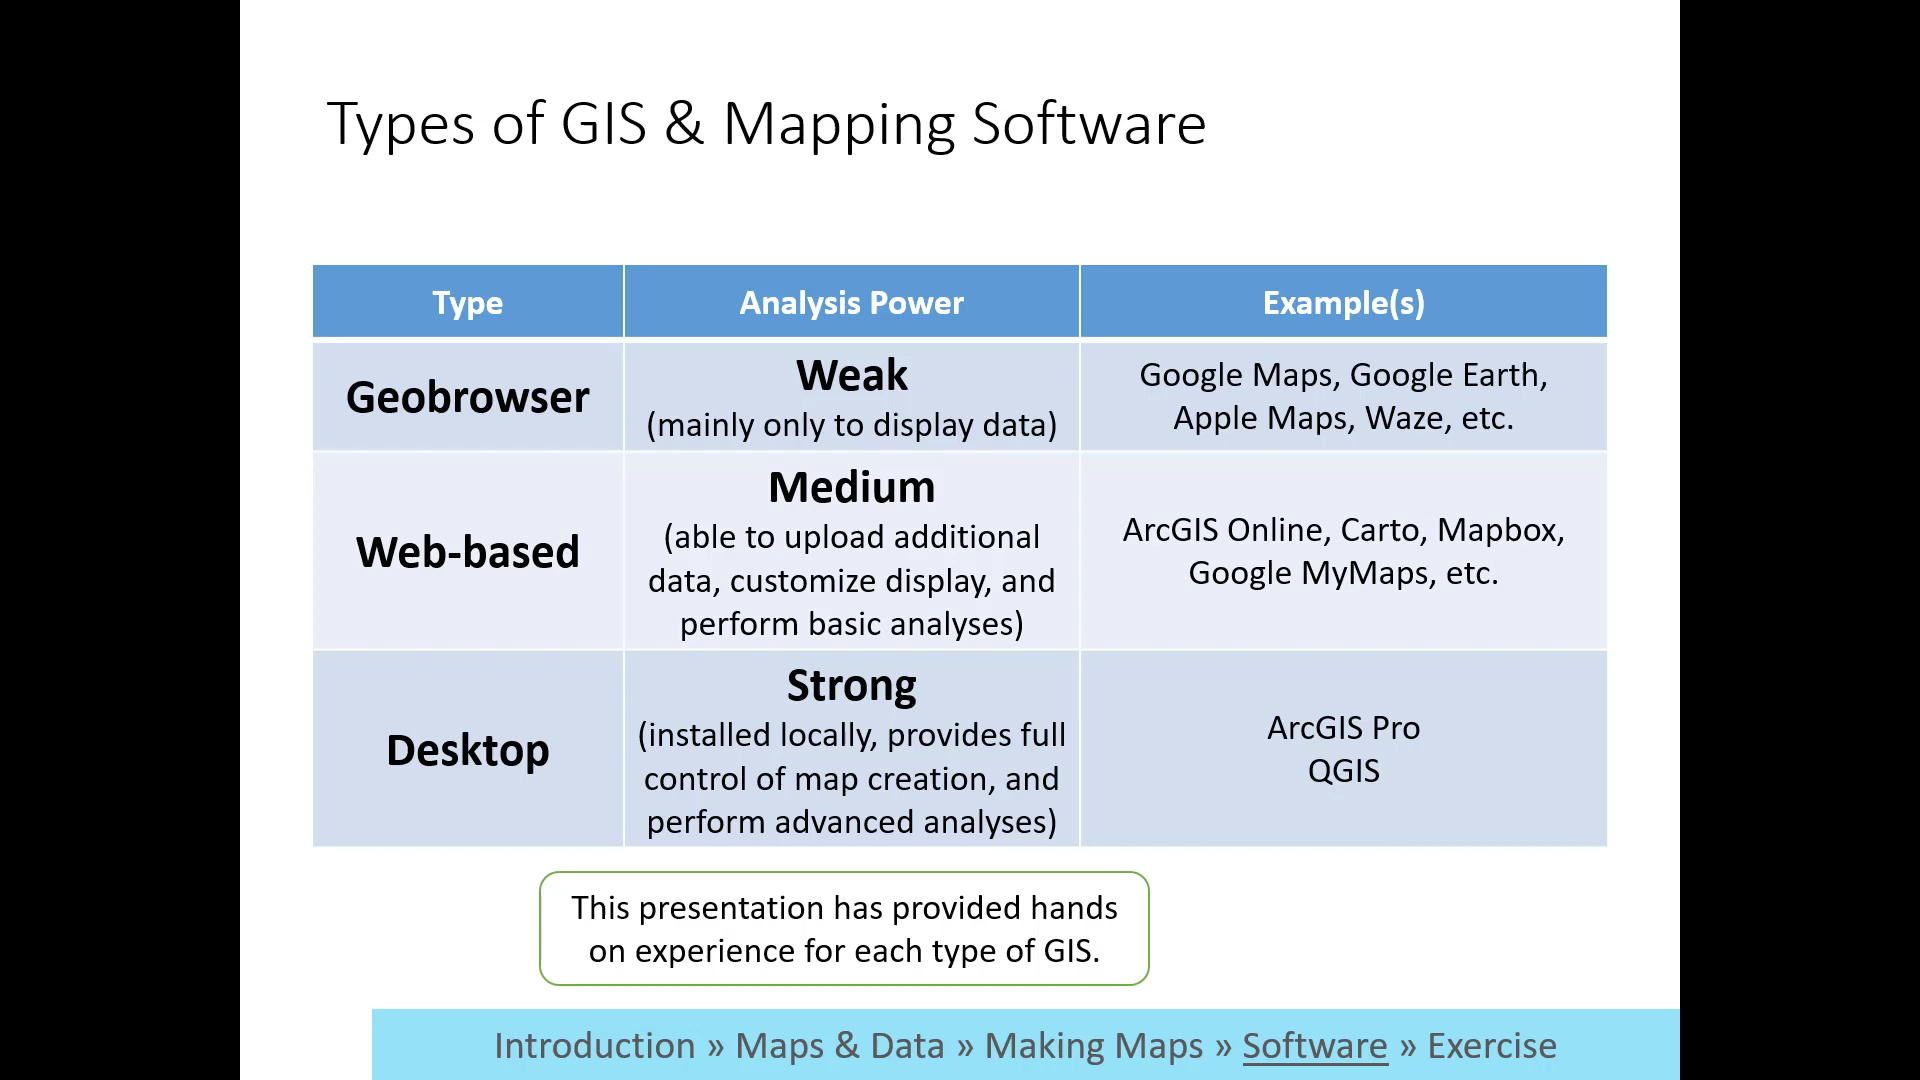 Types of GIS & Mapping Software
Type
Analysis Power
Example(s)
Geobrowser
Weak
(mainly only to display data)
Google Maps, Google Earth,
Apple Maps, Waze, etc.
Web-based
Medium
(able to upload additional
data, customize display, and
perform basic analyses)
ArcGIS Online, Carto, Mapbox,
Google MyMaps, etc.
Desktop
Strong
(installed locally, provides full
control of map creation, and
perform advanced analyses)
ArcGIS Pro
QGIS
This presentation has provided hands
on experience for each type of GIS.
Introduction » Maps & Data » Making Maps » Software » Exercise